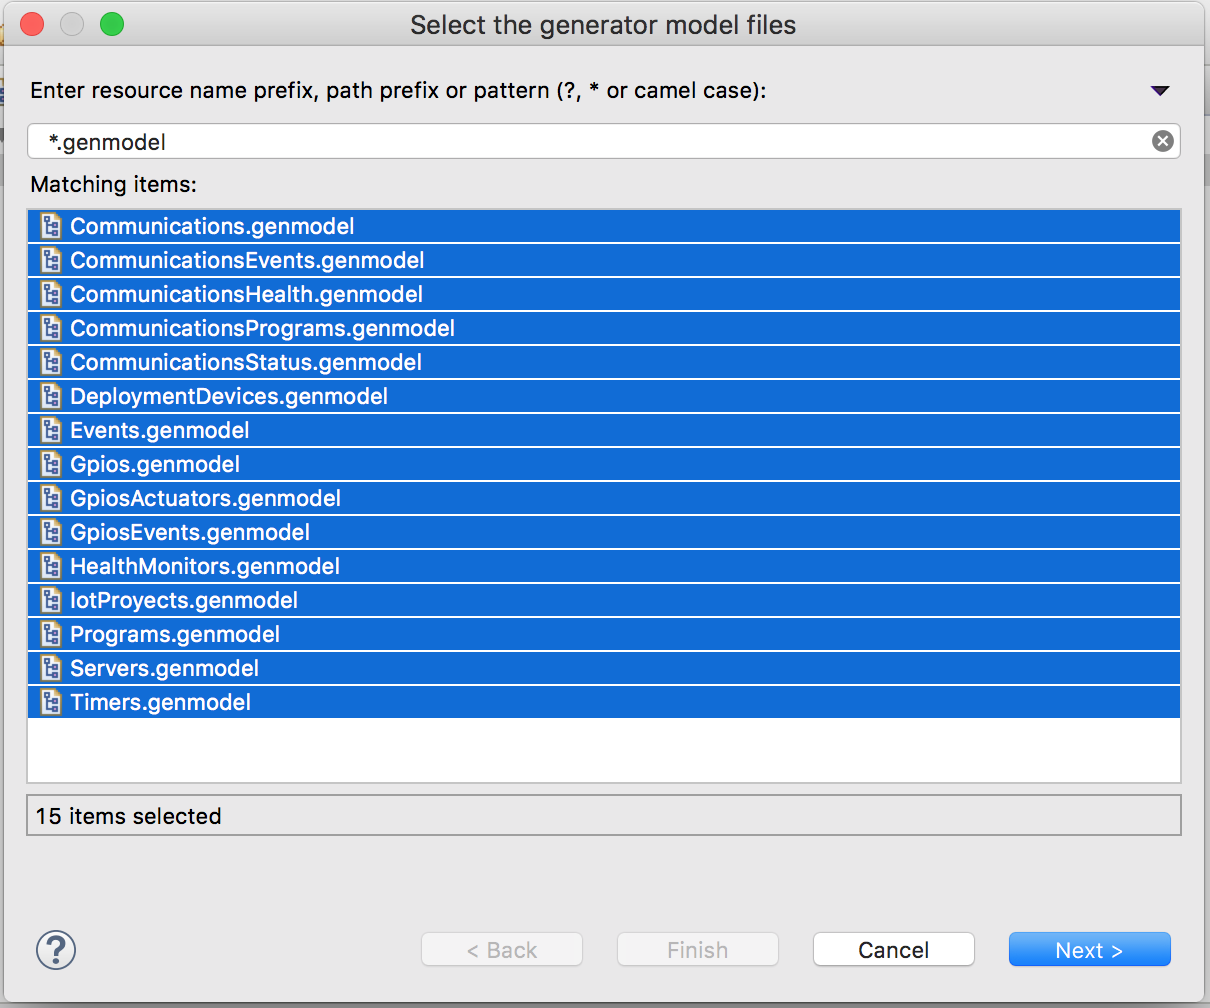 Select the generator model files
Enter resource name prefix, path prefix or pattern (?, * or camel case):
*.genmodel
Matching items:
Communications.genmodel
CommunicationsEvents.genmodel
CommunicationsHealth.genmodel
CommunicationsPrograms.genmodel
CommunicationsStatus.genmodel
DeploymentDevices.genmodel
Events.genmodel
Gpios.genmodel
GpiosActuators.genmodel
GpiosEvents.genmodel
HealthMonitors.genmodel
IotProyects.genmodel
Programs.genmodel
Servers.genmodel
Timers.genmodel
15 items selected
? < Back Finish Cancel Next >